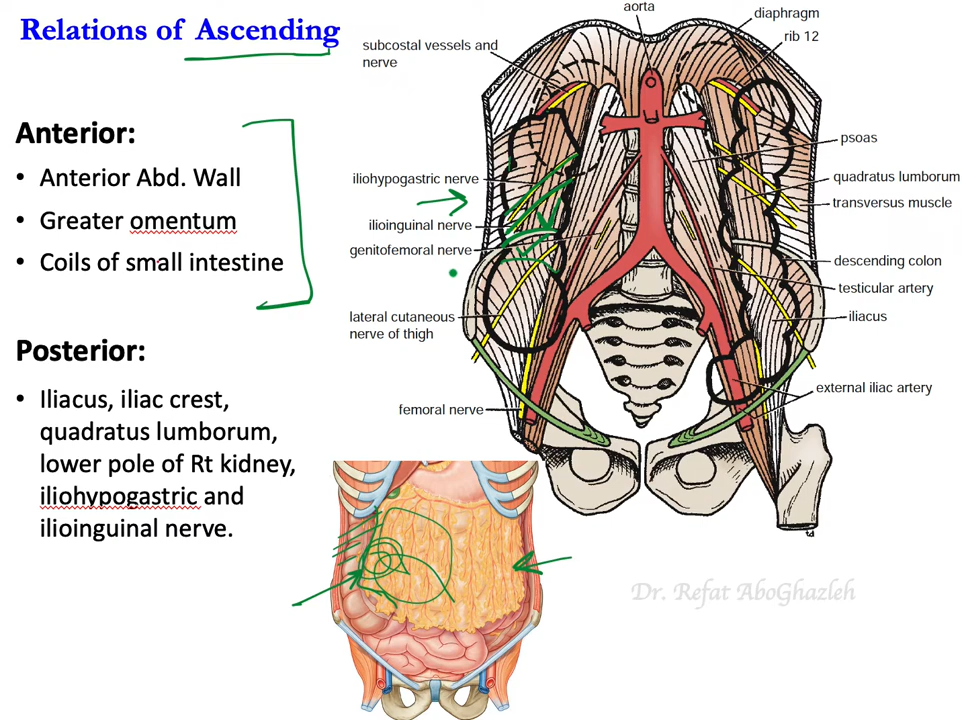 Relations of Ascending
Anterior:
• Anterior Abd. Wall
• Greater omentum
• Coils of small intestine
Posterior:
• Iliacus, iliac crest,
quadratus lumborum,
lower pole of Rt kidney,
iliohypogastric and
ilioinguinal nerve.
aorta
diaphragm
rib 12
subcostal vessels and
nerve
psoas
iliohypogastric nerve
quadratus lumborum
transversus muscle
ilioinguinal nerve
genitofemoral nerve
descending colon
testicular artery
lateral cutaneous
nerve of thigh
iliacus
external iliac artery
femoral nerve
Dr. Refat AboGhazleh